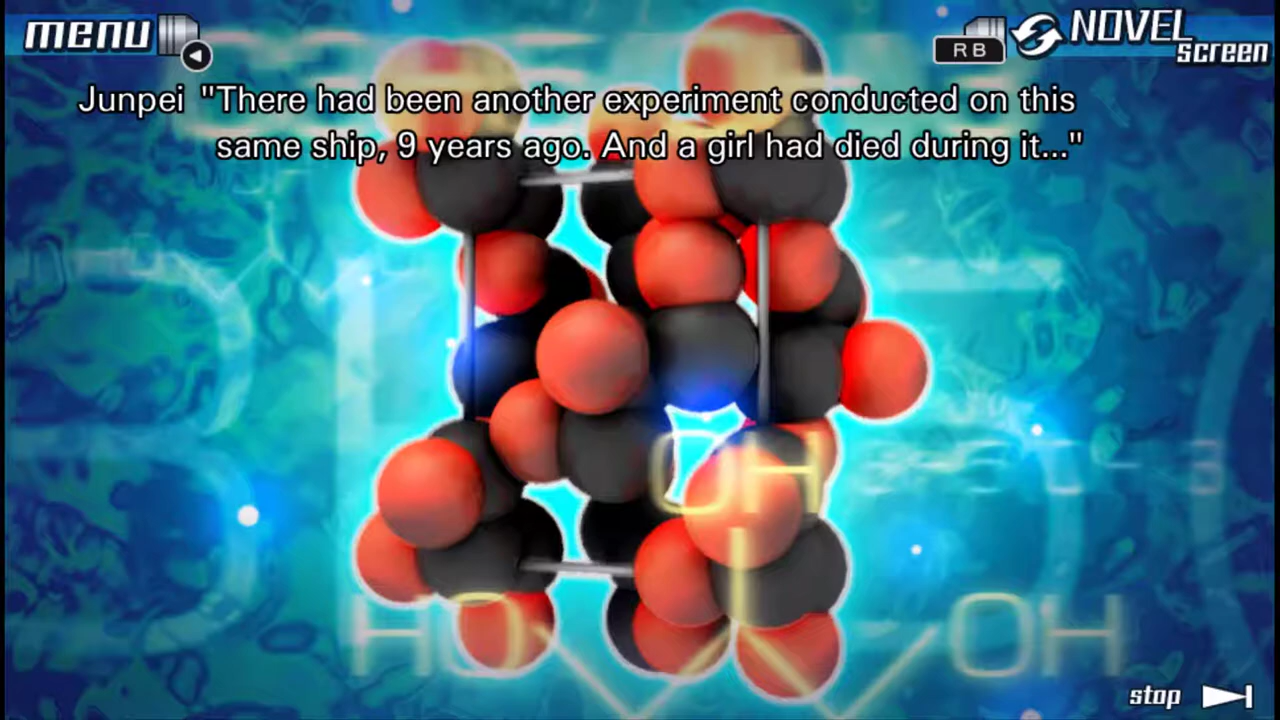 menu
RB
NOVEL
screen
Junpei "There had been another experiment conducted on this
same ship, 9 years ago. And a girl had died during it..."
OH
HO
OH
stop